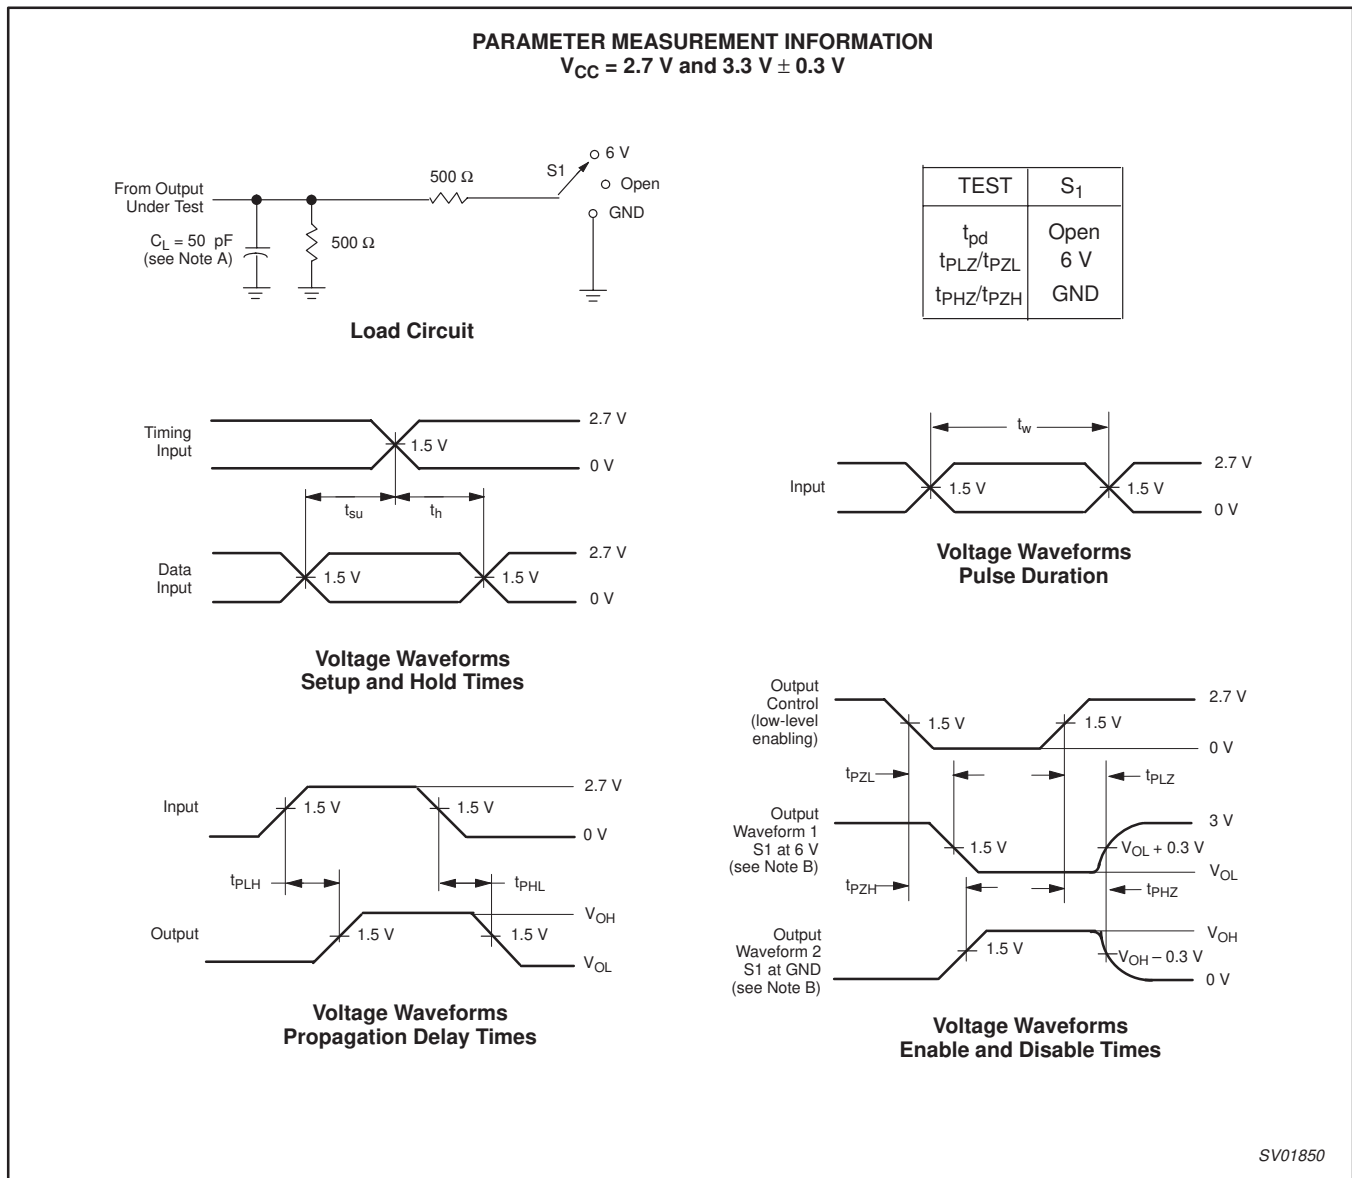 PARAMETER MEASUREMENT INFORMATION
VCC = 2.7 V and 3.3 V ± 0.3 V
From Output
Under Test
CL = 50 pF
(see Note A)
500 Ω
500 Ω
S1
6 V
Open
GND
Load Circuit
TEST S1
tpd Open
tPLZ/tPZL 6 V
tPHZ/tPZH GND
Timing
Input
1.5 V
2.7 V
0 V
tsu
th
Data
Input
1.5 V
1.5 V
2.7 V
0 V
Voltage Waveforms
Setup and Hold Times
tw
Input
1.5 V
1.5 V
2.7 V
0 V
Voltage Waveforms
Pulse Duration
Input
1.5 V
1.5 V
2.7 V
0 V
tPLH
tPHL
Output
1.5 V
1.5 V
VOH
VOL
Voltage Waveforms
Propagation Delay Times
Output
Control
(low-level
enabling)
1.5 V
1.5 V
2.7 V
0 V
tPZL
tPLZ
Output
Waveform 1
S1 at 6 V
(see Note B)
1.5 V
3 V
VOL + 0.3 V
VOL
tPZH
tPHZ
Output
Waveform 2
S1 at GND
(see Note B)
1.5 V
VOH
VOH – 0.3 V
0 V
Voltage Waveforms
Enable and Disable Times
SV01850